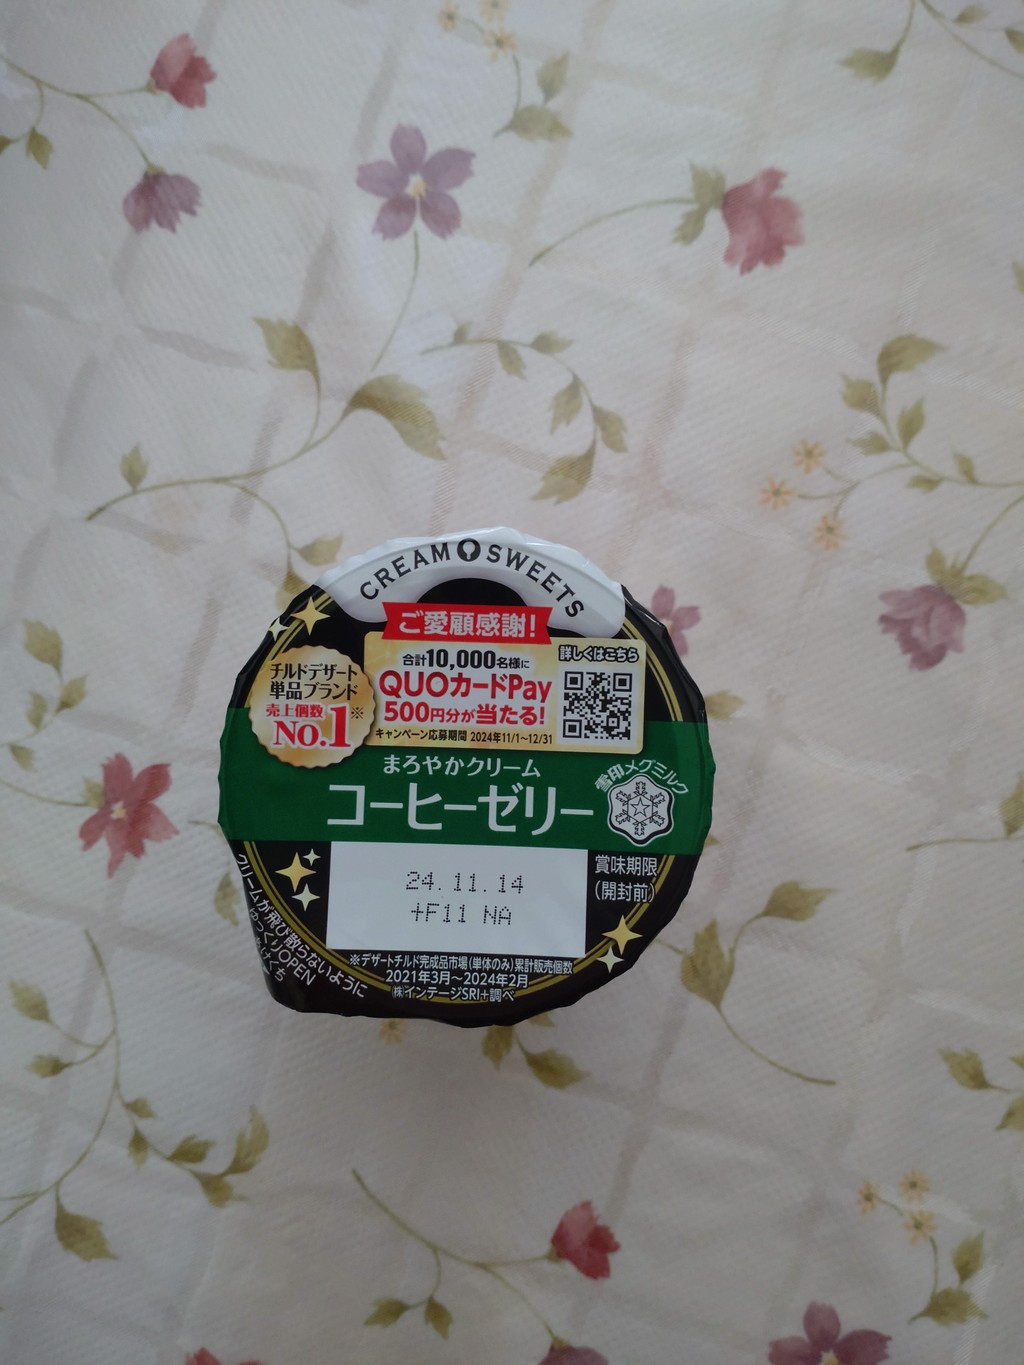 CREAM SWEETS
ご愛顧感謝!
合計10,000名様に
QUOカードPay
500円分が当たる!
キャンペーン応募期間 2024年11/1~12/31
詳しくはこちら
チルドデザート
単品ブランド
売上個数
No.1※
まろやかクリーム
コーヒーゼリー
雪印メグミルク
24.11.14
+F11 NA
賞味期限
(開封前)
※デザートチルド完成品市場(単体のみ)累計販売個数
2021年3月~2024年2月
㈱インテージSRI+調べ
クリームが飛び散らないように
ゆっくりOPEN
あけくち